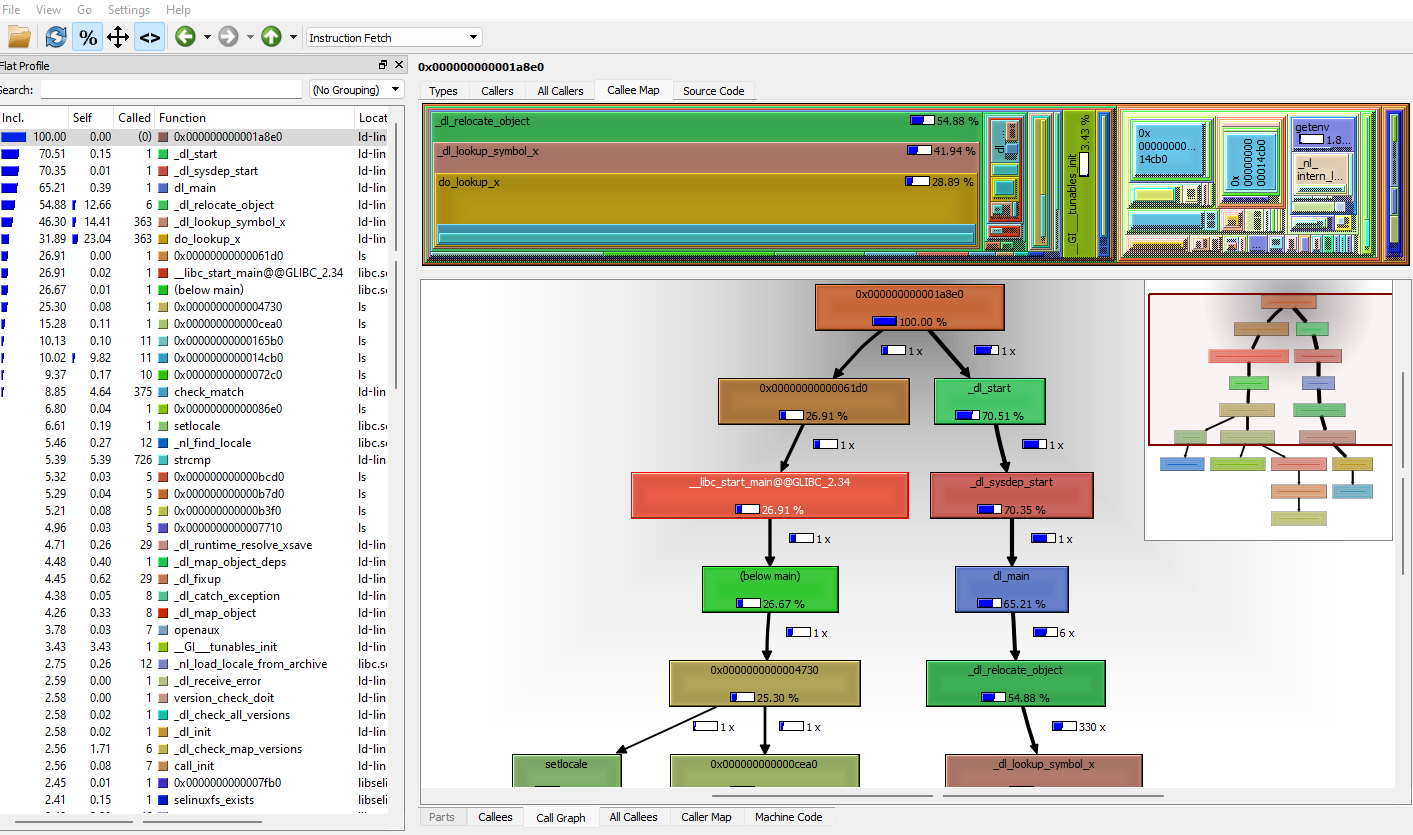 File View Go Settings Help
% <> Instruction Fetch
Flat Profile
Search: (No Grouping)
Incl. Self Called Function Locat
100.00 0.00 (0) 0x000000000001a8e0 ld-lin
70.51 0.15 1 _dl_start ld-lin
70.35 0.01 1 _dl_sysdep_start ld-lin
65.21 0.39 1 dl_main ld-lin
54.88 12.66 6 _dl_relocate_object ld-lin
46.30 14.41 363 _dl_lookup_symbol_x ld-lin
31.89 23.04 363 do_lookup_x ld-lin
26.91 0.00 1 0x00000000000061d0 ls
26.91 0.02 1 __libc_start_main@@GLIBC_2.34 libc.so
26.67 0.01 1 (below main) libc.so
25.30 0.08 1 0x0000000000004730 ls
15.28 0.11 1 0x000000000000cea0 ls
10.13 0.10 11 0x00000000000165b0 ls
10.02 9.82 11 0x0000000000014cb0 ls
9.37 0.17 10 0x00000000000072c0 ls
8.85 4.64 375 check_match ld-lin
6.80 0.04 1 0x00000000000086e0 ls
6.61 0.19 1 setlocale libc.so
5.46 0.27 12 _nl_find_locale libc.so
5.39 5.39 726 strcmp ld-lin
5.32 0.03 5 0x000000000000bcd0 ls
5.29 0.04 5 0x000000000000b7d0 ls
5.21 0.08 5 0x000000000000b3f0 ls
4.96 0.03 5 0x0000000000007710 ls
4.71 0.26 29 _dl_runtime_resolve_xsave ld-lin
4.48 0.40 1 _dl_map_object_deps ld-lin
4.45 0.62 29 _dl_fixup ld-lin
4.38 0.05 8 _dl_catch_exception ld-lin
4.26 0.33 8 _dl_map_object ld-lin
3.78 0.03 7 openaux ld-lin
3.43 3.43 1 __GI___tunables_init ld-lin
2.75 0.26 12 _nl_load_locale_from_archive libc.so
2.59 0.00 1 _dl_receive_error ld-lin
2.58 0.00 1 version_check_doit ld-lin
2.58 0.02 1 _dl_check_all_versions ld-lin
2.58 0.02 1 _dl_init ld-lin
2.56 1.71 6 _dl_check_map_versions ld-lin
2.56 0.08 7 call_init ld-lin
2.45 0.01 1 0x0000000000007fb0 libseli
2.41 0.15 1 selinuxfs_exists libseli
0x000000000001a8e0
Types Callers All Callers Callee Map Source Code
_dl_relocate_object 54.88 %
_dl_lookup_symbol_x 41.94 %
do_lookup_x 28.89 %
_dl...
__GI___tunables_init 3.43 %
0x
00000000...
14cb0
0x
0000000
00014cb0
getenv
1.8...
_nl_
intern_l...
0x000000000001a8e0
100.00 %
1 x
1 x
0x00000000000061d0
26.91 %
_dl_start
70.51 %
1 x
1 x
__libc_start_main@@GLIBC_2.34
26.91 %
_dl_sysdep_start
70.35 %
1 x
1 x
(below main)
26.67 %
dl_main
65.21 %
1 x
6 x
0x0000000000004730
25.30 %
_dl_relocate_object
54.88 %
1 x
1 x
330 x
setlocale
0x000000000000cea0
_dl_lookup_symbol_x
Parts Callees Call Graph All Callees Caller Map Machine Code